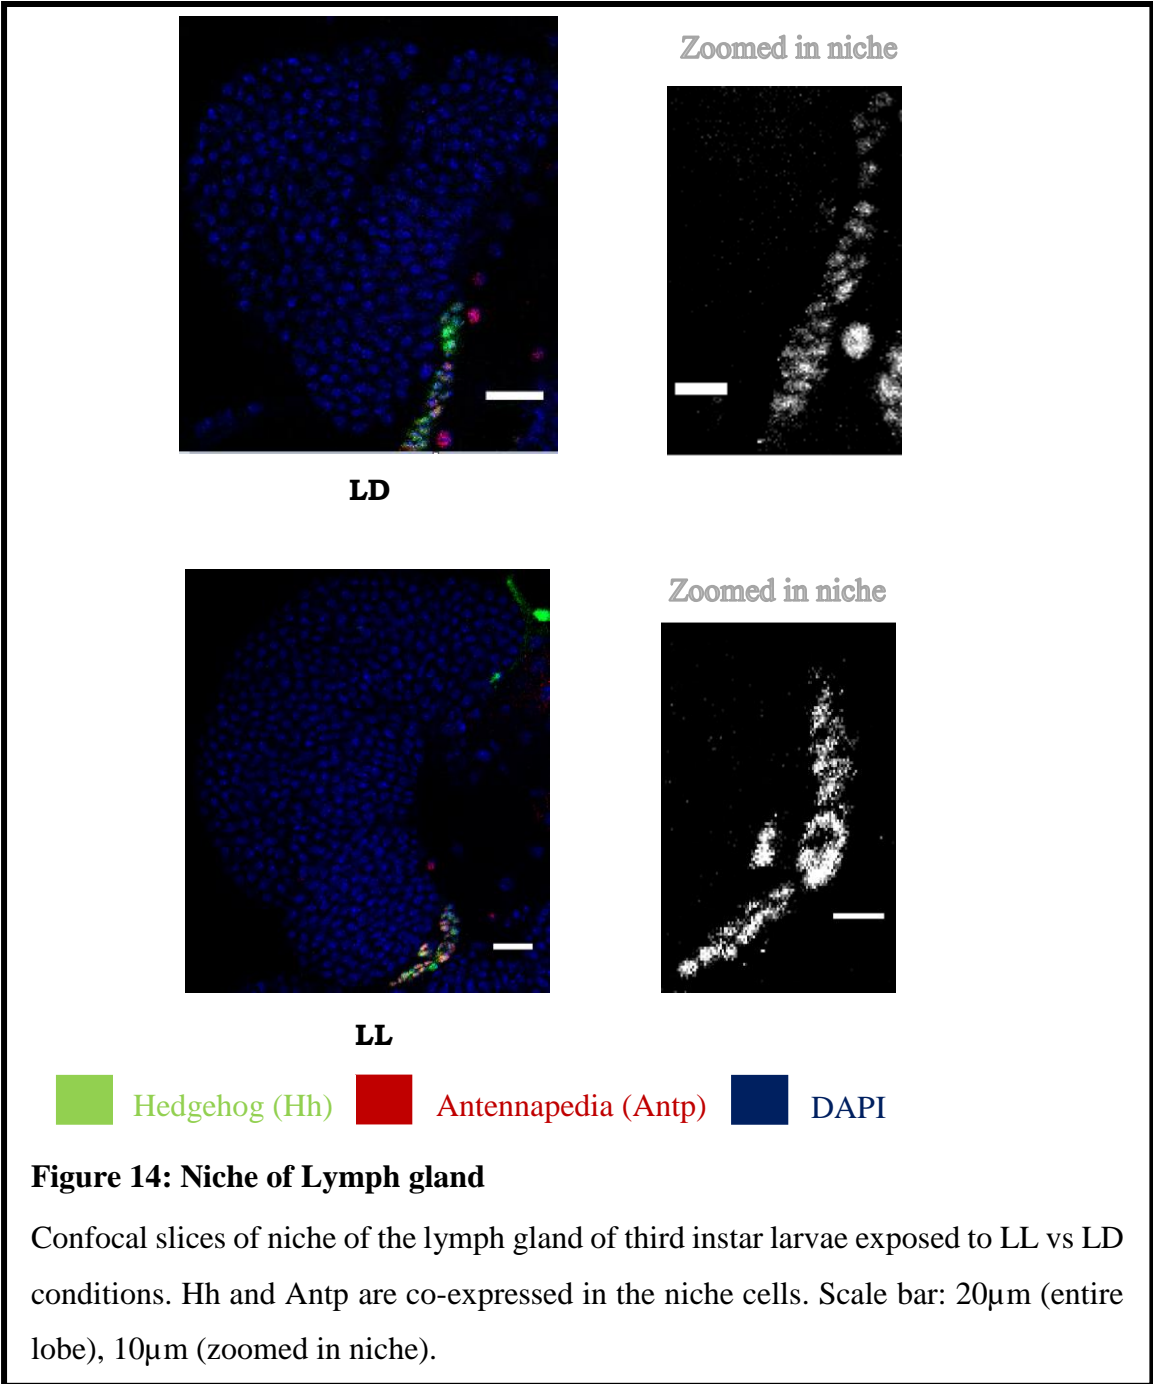 Zoomed in niche
LD
Zoomed in niche
LL
Hedgehog (Hh) Antennapedia (Antp) DAPI
Figure 14: Niche of Lymph gland
Confocal slices of niche of the lymph gland of third instar larvae exposed to LL vs LD
conditions. Hh and Antp are co-expressed in the niche cells. Scale bar: 20µm (entire
lobe), 10µm (zoomed in niche).